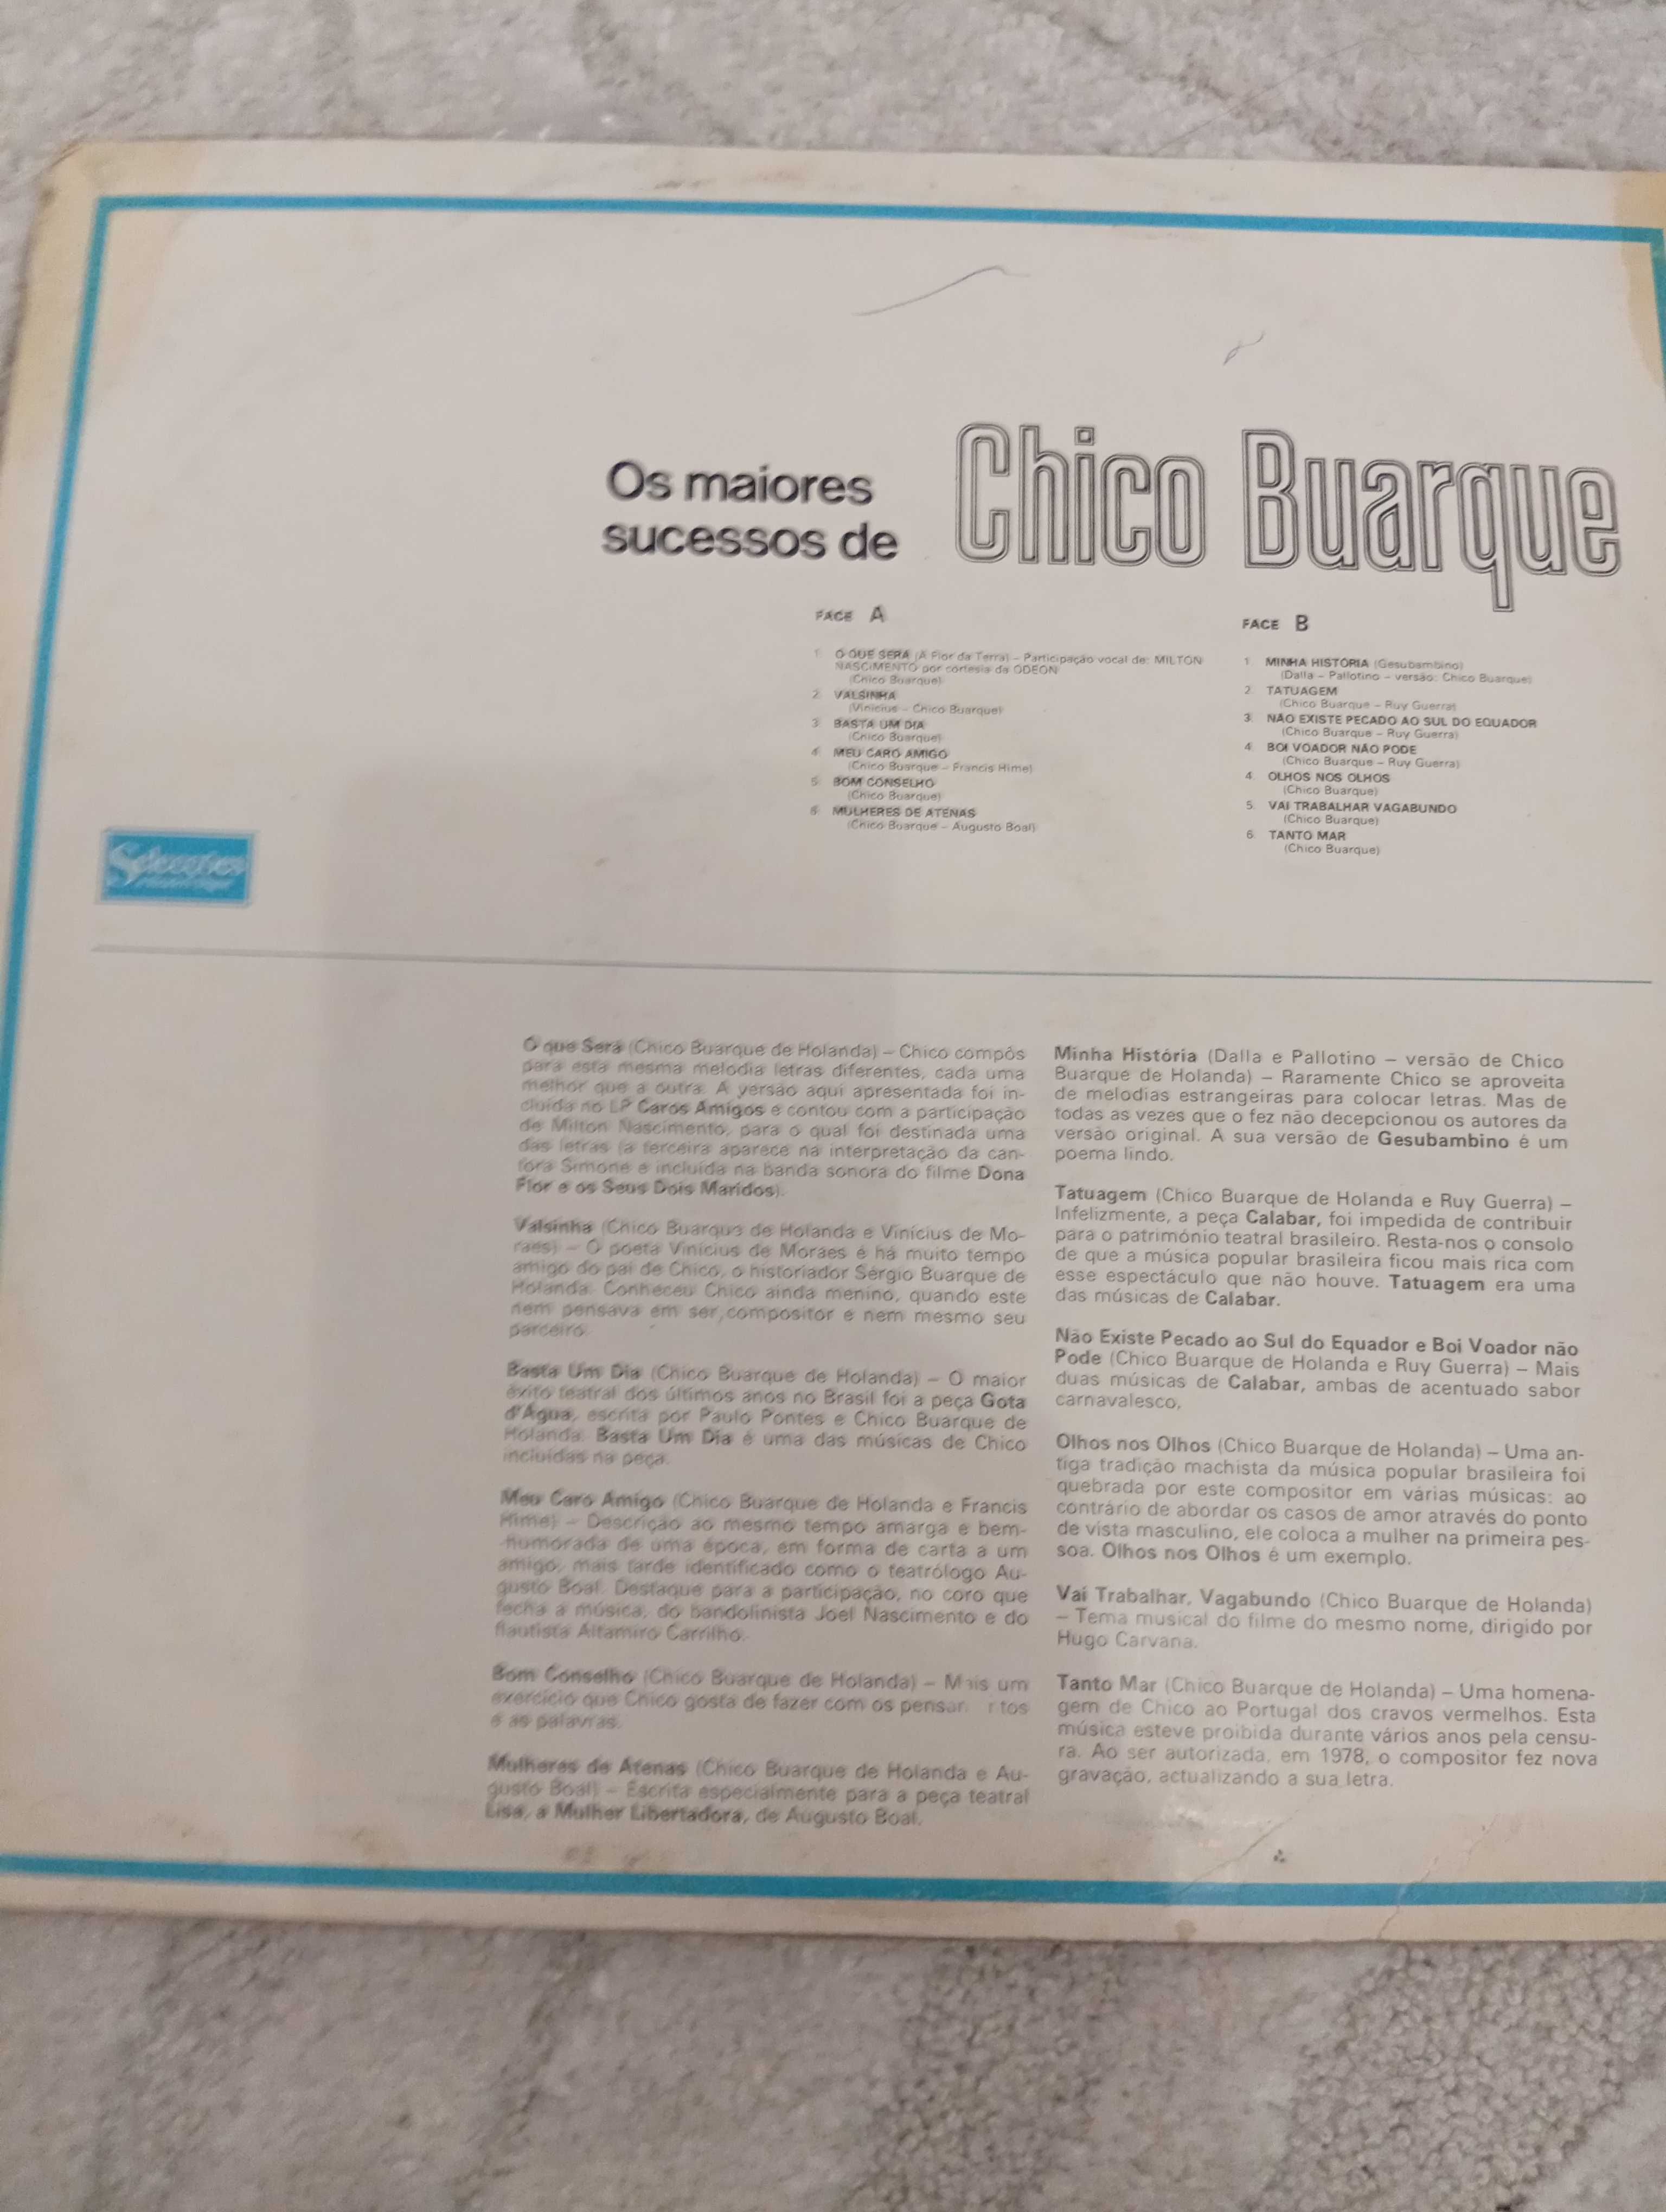 Os maiores
sucessos de
Chico Buarque
FACE A
1. O QUE SERÁ (À Flor da Terra) – Participação vocal de: MILTON
NASCIMENTO por cortesia da ODEON
(Chico Buarque)
2. VALSINHA
(Vinicius – Chico Buarque)
3. BASTA UM DIA
(Chico Buarque)
4. MEU CARO AMIGO
(Chico Buarque – Francis Hime)
5. BOM CONSELHO
(Chico Buarque)
6. MULHERES DE ATENAS
(Chico Buarque – Augusto Boal)
FACE B
1. MINHA HISTÓRIA (Gesubambino)
(Dalla – Pallotino – versão: Chico Buarque)
2. TATUAGEM
(Chico Buarque – Ruy Guerra)
3. NÃO EXISTE PECADO AO SUL DO EQUADOR
(Chico Buarque – Ruy Guerra)
4. BOI VOADOR NÃO PODE
(Chico Buarque – Ruy Guerra)
4. OLHOS NOS OLHOS
(Chico Buarque)
5. VAI TRABALHAR VAGABUNDO
(Chico Buarque)
6. TANTO MAR
(Chico Buarque)
Selecções
O que Será (Chico Buarque de Holanda) – Chico compôs
para esta mesma melodia letras diferentes, cada uma
melhor que a outra. A versão aqui apresentada foi in-
cluída no LP Caros Amigos e contou com a participação
de Milton Nascimento, para o qual foi destinada uma
das letras (a terceira aparece na interpretação da can-
tora Simone e incluída na banda sonora do filme Dona
Flor e os Seus Dois Maridos).
Valsinha (Chico Buarque de Holanda e Vinícius de Mo-
raes) – O poeta Vinícius de Moraes é há muito tempo
amigo do pai de Chico, o historiador Sérgio Buarque de
Holanda. Conheceu Chico ainda menino, quando este
nem pensava em ser compositor e nem mesmo seu
parceiro.
Basta Um Dia (Chico Buarque de Holanda) – O maior
êxito teatral dos últimos anos no Brasil foi a peça Gota
d'Água, escrita por Paulo Pontes e Chico Buarque de
Holanda. Basta Um Dia é uma das músicas de Chico
incluídas na peça.
Meu Caro Amigo (Chico Buarque de Holanda e Francis
Hime) – Descrição ao mesmo tempo amarga e bem-
-humorada de uma época, em forma de carta a um
amigo, mais tarde identificado como o teatrólogo Au-
gusto Boal. Destaque para a participação, no coro que
fecha a música, do bandolinista Joel Nascimento e do
flautista Altamiro Carrilho.
Bom Conselho (Chico Buarque de Holanda) – Mais um
exercício que Chico gosta de fazer com os
e as palavras.
Mulheres de Atenas (Chico Buarque de Holanda e Au-
gusto Boal) – Escrita especialmente para a peça teatral
Lisa, a Mulher Libertadora, de Augusto Boal.
Minha História (Dalla e Pallotino – versão de Chico
Buarque de Holanda) – Raramente Chico se aproveita
de melodias estrangeiras para colocar letras. Mas de
todas as vezes que o fez não decepcionou os autores da
versão original. A sua versão de Gesubambino é um
poema lindo.
Tatuagem (Chico Buarque de Holanda e Ruy Guerra) –
Infelizmente, a peça Calabar, foi impedida de contribuir
para o património teatral brasileiro. Resta-nos o consolo
de que a música popular brasileira ficou mais rica com
esse espectáculo que não houve. Tatuagem era uma
das músicas de Calabar.
Não Existe Pecado ao Sul do Equador e Boi Voador não
Pode (Chico Buarque de Holanda e Ruy Guerra) – Mais
duas músicas de Calabar, ambas de acentuado sabor
carnavalesco,
Olhos nos Olhos (Chico Buarque de Holanda) – Uma an-
tiga tradição machista da música popular brasileira foi
quebrada por este compositor em várias músicas: ao
contrário de abordar os casos de amor através do ponto
de vista masculino, ele coloca a mulher na primeira pes-
soa. Olhos nos Olhos é um exemplo.
Vai Trabalhar, Vagabundo (Chico Buarque de Holanda)
– Tema musical do filme do mesmo nome, dirigido por
Hugo Carvana.
Tanto Mar (Chico Buarque de Holanda) – Uma homena-
gem de Chico ao Portugal dos cravos vermelhos. Esta
música esteve proibida durante vários anos pela censu-
ra. Ao ser autorizada, em 1978, o compositor fez nova
gravação, actualizando a sua letra.